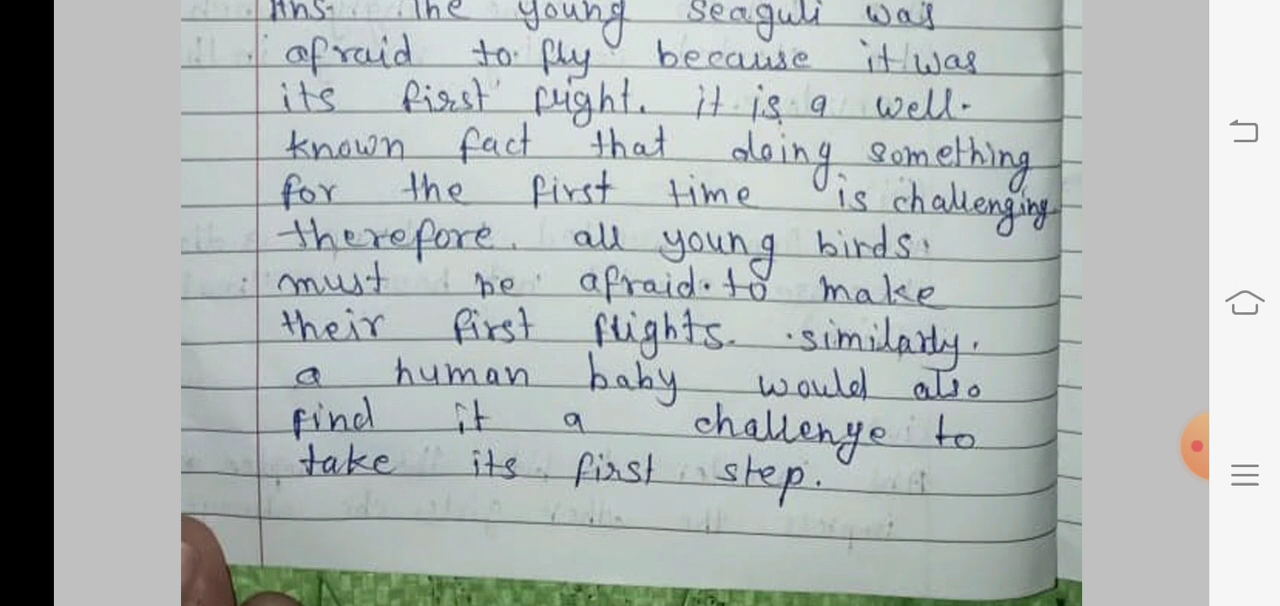 Ans- The young seagull was
afraid to fly because it was
its first flight. it is a well-
known fact that doing something
for the first time is challenging
therefore. all young birds
must be afraid to make
their first flights. similarly.
a human baby would also
find it a challenge to
take its first step.